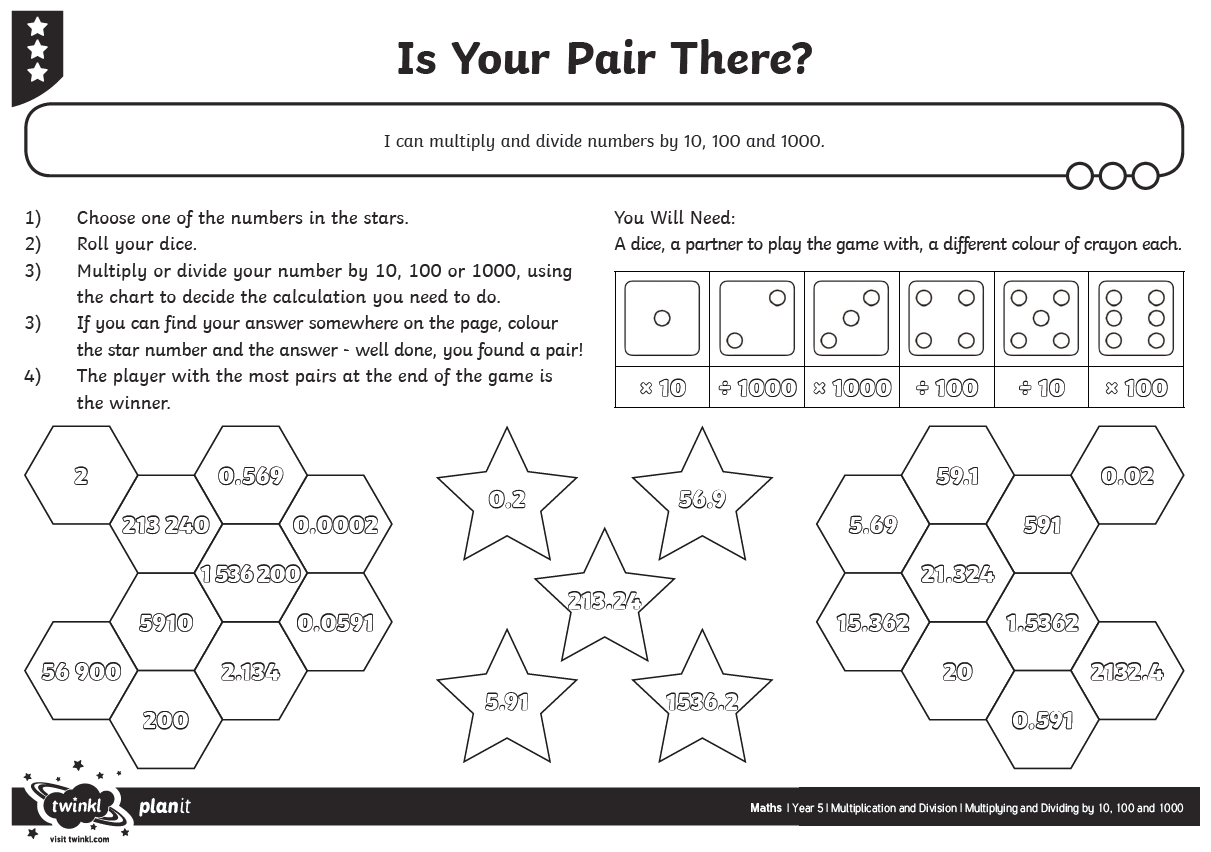 Is Your Pair There?
I can multiply and divide numbers by 10, 100 and 1000.
1) Choose one of the numbers in the stars.
2) Roll your dice.
3) Multiply or divide your number by 10, 100 or 1000, using
the chart to decide the calculation you need to do.
3) If you can find your answer somewhere on the page, colour
the star number and the answer - well done, you found a pair!
4) The player with the most pairs at the end of the game is
the winner.
You Will Need:
A dice, a partner to play the game with, a different colour of crayon each.
× 10 ÷ 1000 × 1000 ÷ 100 ÷ 10 × 100
2
0.569
213 240
0.0002
1 536 200
5910
0.0591
56 900
2.134
200
0.2
56.9
213.24
5.91
1536.2
59.1
0.02
5.69
591
21.324
15.362
1.5362
20
2132.4
0.591
twinkl
planit
visit twinkl.com
Maths | Year 5 | Multiplication and Division | Multiplying and Dividing by 10, 100 and 1000